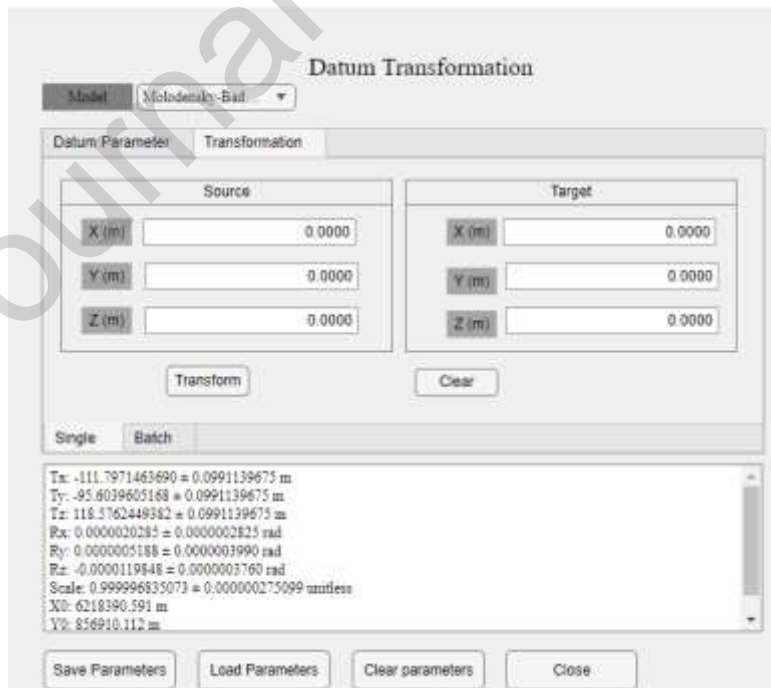 Journal
Datum Transformation
Model Molodensky-Bad...
Datum Parameter Transformation
Source Target
X (m) 0.0000 X (m) 0.0000
Y (m) 0.0000 Y (m) 0.0000
Z (m) 0.0000 Z (m) 0.0000
Transform Clear
Single Batch
Tx: -111.7971463690 ± 0.0991139675 m
Ty: -95.6039605168 ± 0.0991139675 m
Tz: 118.5762449382 ± 0.0991139675 m
Rx: 0.0000020285 ± 0.0000002825 rad
Ry: 0.0000005188 ± 0.0000003990 rad
Rz: -0.0000119848 ± 0.0000003760 rad
Scale: 0.999996835073 ± 0.000000275099 unitless
X0: 6218390.591 m
Y0: 856910.112 m
Save Parameters Load Parameters Clear parameters Close